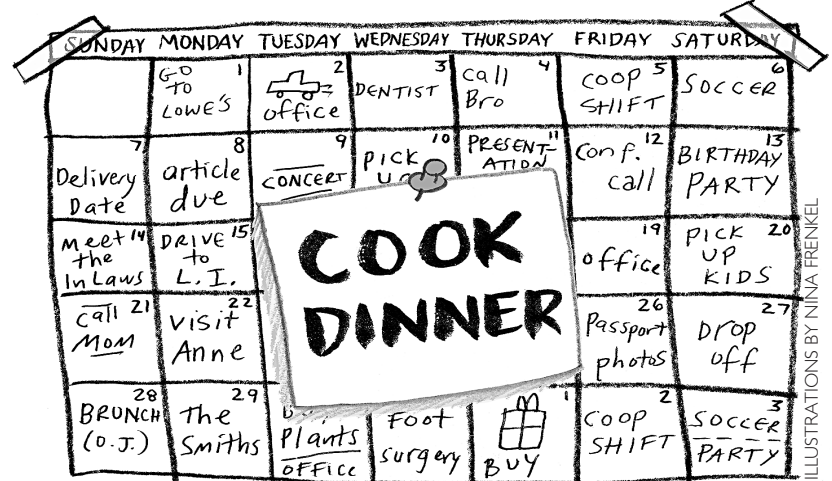 SUNDAY MONDAY TUESDAY WEDNESDAY THURSDAY FRIDAY SATURDAY
1
GO
TO
LOWE'S
2
office
3
DENTIST
4
call
Bro
5
COOP
SHIFT
6
SOCCER
7
Delivery
Date
8
article
due
9
CONCERT
10
PICK
11
PRESENT-
ATION
12
Conf.
call
13
BIRTHDAY
PARTY
14
Meet
the
In Laws
15
DRIVE
to
L.I.
COOK
DINNER
19
office
20
PICK
UP
KIDS
21
Call
MOM
22
visit
Anne
26
Passport
photos
27
DROP
off
28
BRUNCH
(O.J.)
29
The
Smiths
Plants
OFFICE
Foot
surgery
1
BUY
2
COOP
SHIFT
3
SOCCER
PARTY
ILLUSTRATIONS BY NINA FRENKEL